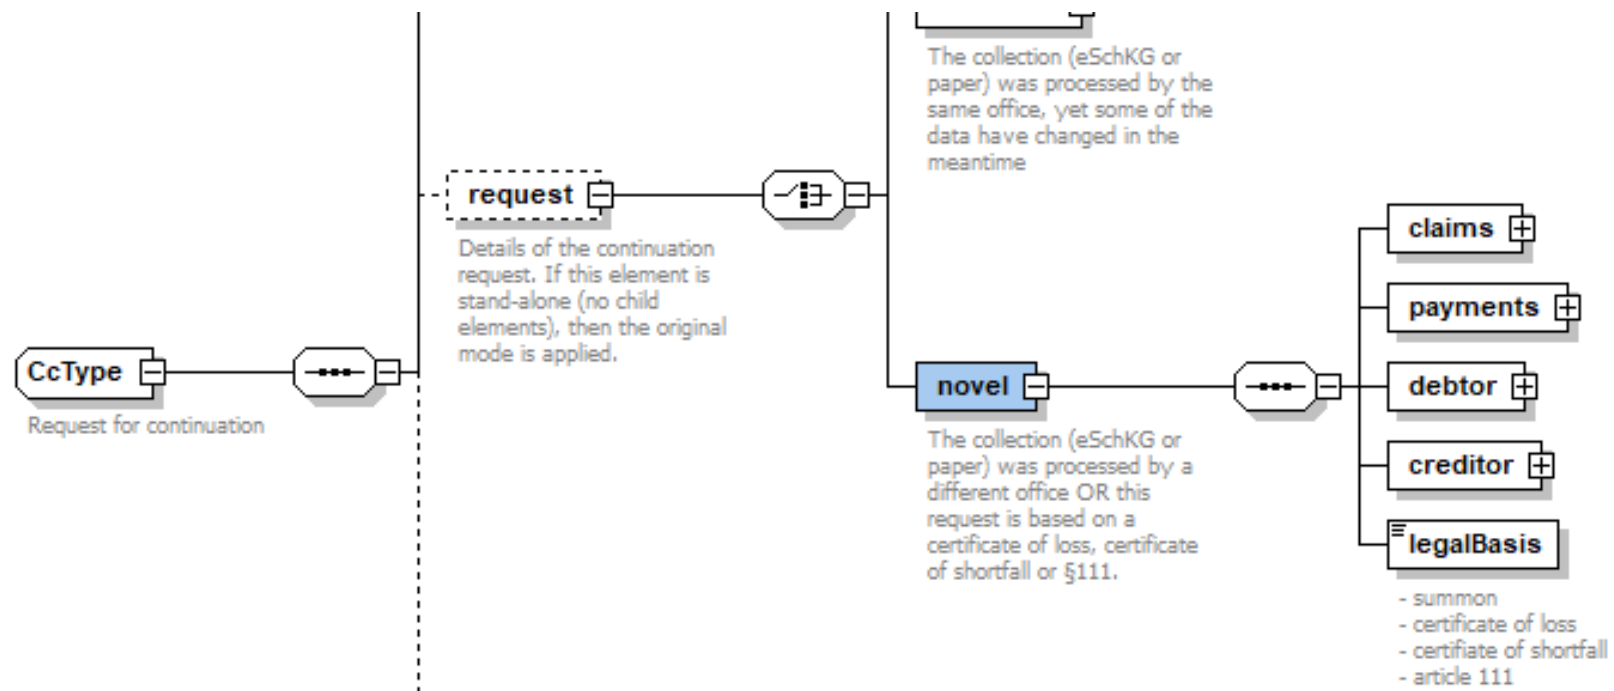 The collection (eSchKG or
paper) was processed by the
same office, yet some of the
data have changed in the
meantime
request
Details of the continuation
request. If this element is
stand-alone (no child
elements), then the original
mode is applied.
CcType
Request for continuation
novel
The collection (eSchKG or
paper) was processed by a
different office OR this
request is based on a
certificate of loss, certificate
of shortfall or §111.
claims
payments
debtor
creditor
legalBasis
- summon
- certificate of loss
- certifiate of shortfall
- article 111